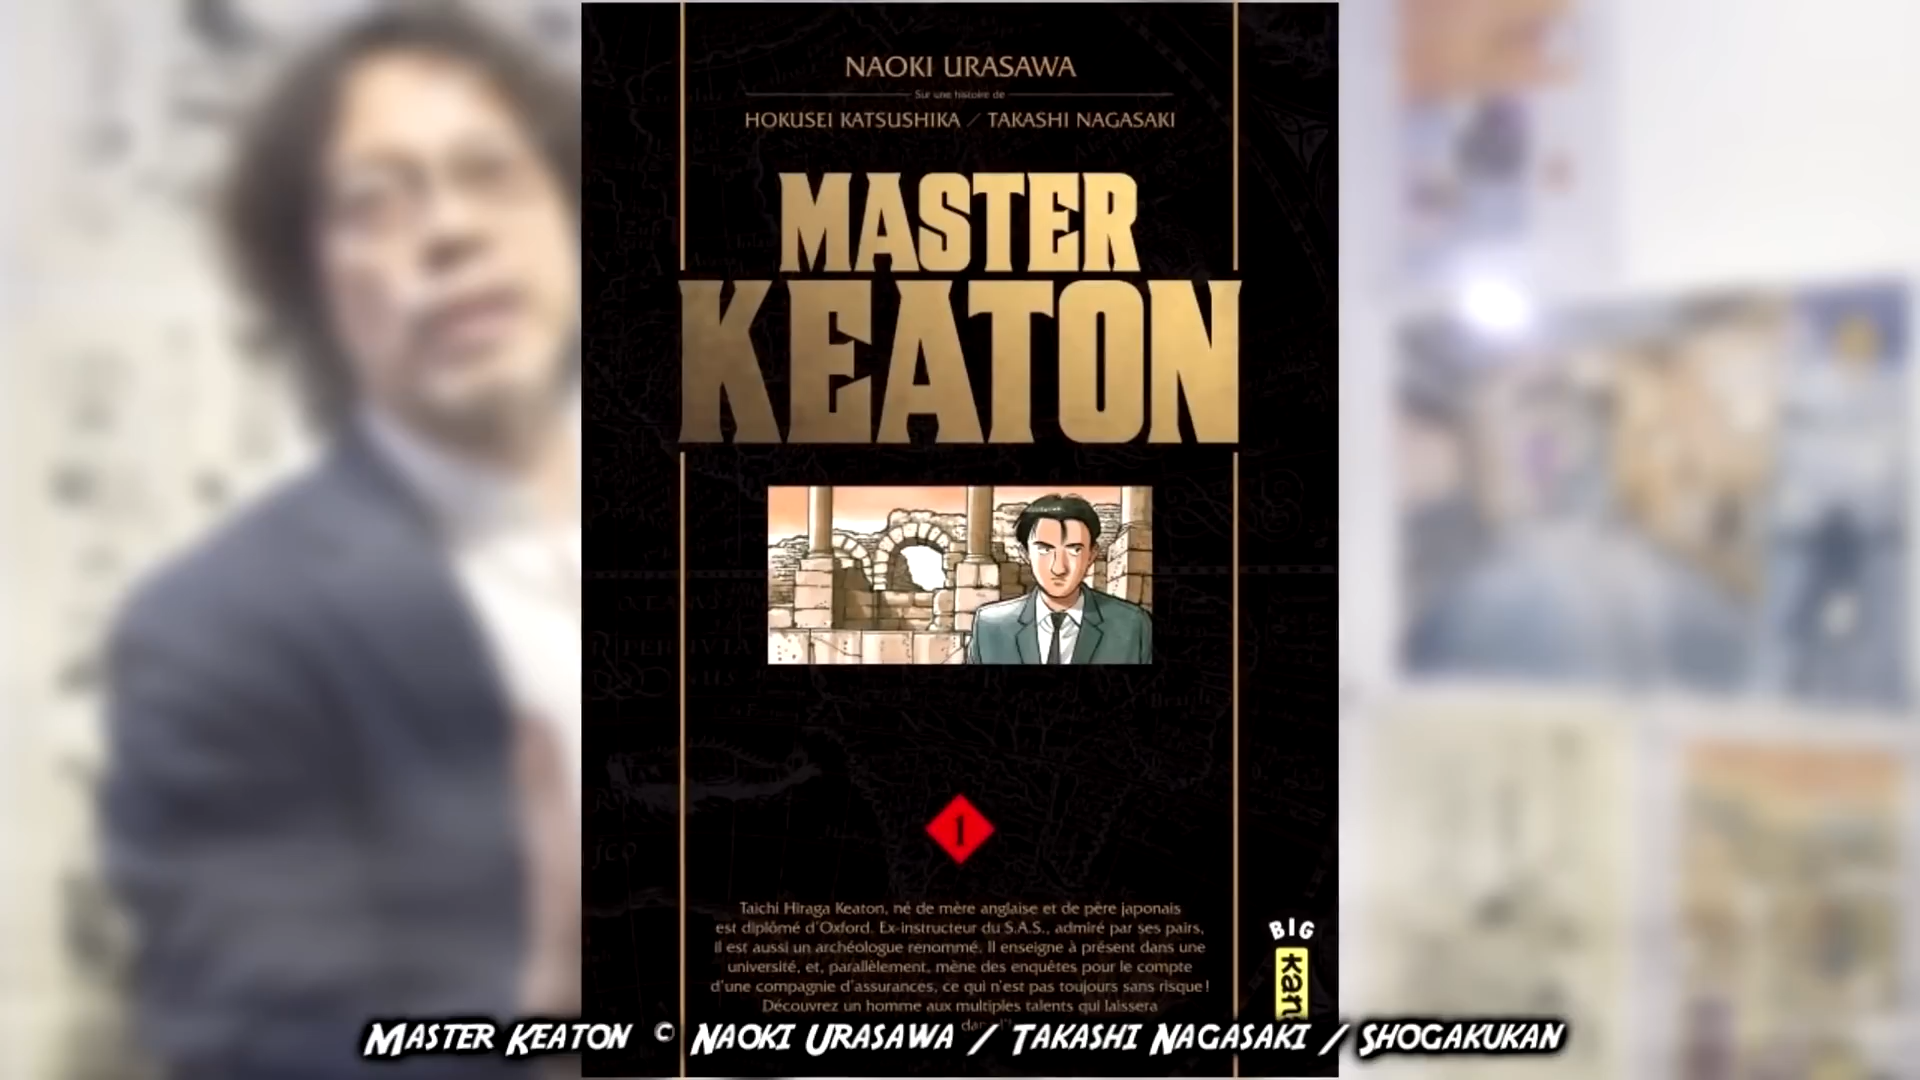 NAOKI URASAWA
Sur une histoire de
HOKUSEI KATSUSHIKA / TAKASHI NAGASAKI
MASTER
KEATON
1
Taichi Hiraga Keaton, né de mère anglaise et de père japonais
est diplômé d'Oxford. Ex-instructeur du S.A.S., admiré par ses pairs,
il est aussi un archéologue renommé. Il enseigne à présent dans une
université, et, parallèlement, mène des enquêtes pour le compte
d'une compagnie d'assurances, ce qui n'est pas toujours sans risque !
Découvrez un homme aux multiples talents qui laissera
BIG
kana
MASTER KEATON © NAOKI URASAWA / TAKASHI NAGASAKI / SHOGAKUKAN